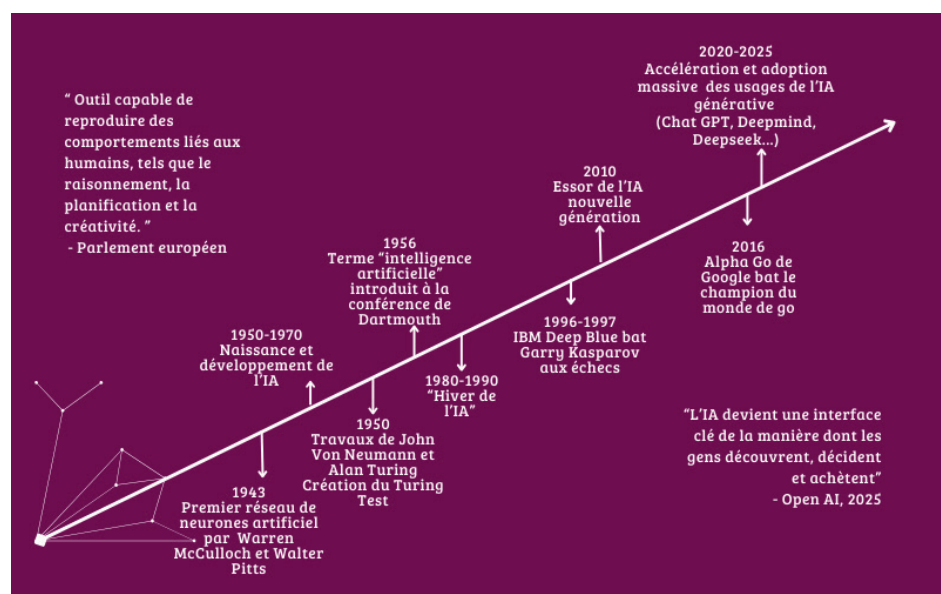 “ Outil capable de
reproduire des
comportements liés aux
humains, tels que le
raisonnement, la
planification et la
créativité. ”
- Parlement européen
1943
Premier réseau de
neurones artificiel
par Warren
McCulloch et Walter
Pitts
1950-1970
Naissance et
développement de
l’IA
1950
Travaux de John
Von Neumann et
Alan Turing
Création du Turing
Test
1956
Terme “intelligence
artificielle”
introduit à la
conférence de
Dartmouth
1980-1990
“Hiver de
l’IA”
1996-1997
IBM Deep Blue bat
Garry Kasparov
aux échecs
2010
Essor de l’IA
nouvelle
génération
2016
Alpha Go de
Google bat le
champion du
monde de go
2020-2025
Accélération et adoption
massive des usages de l’IA
générative
(Chat GPT, Deepmind,
Deepseek...)
“L’IA devient une interface
clé de la manière dont les
gens découvrent, décident
et achètent”
- Open AI, 2025